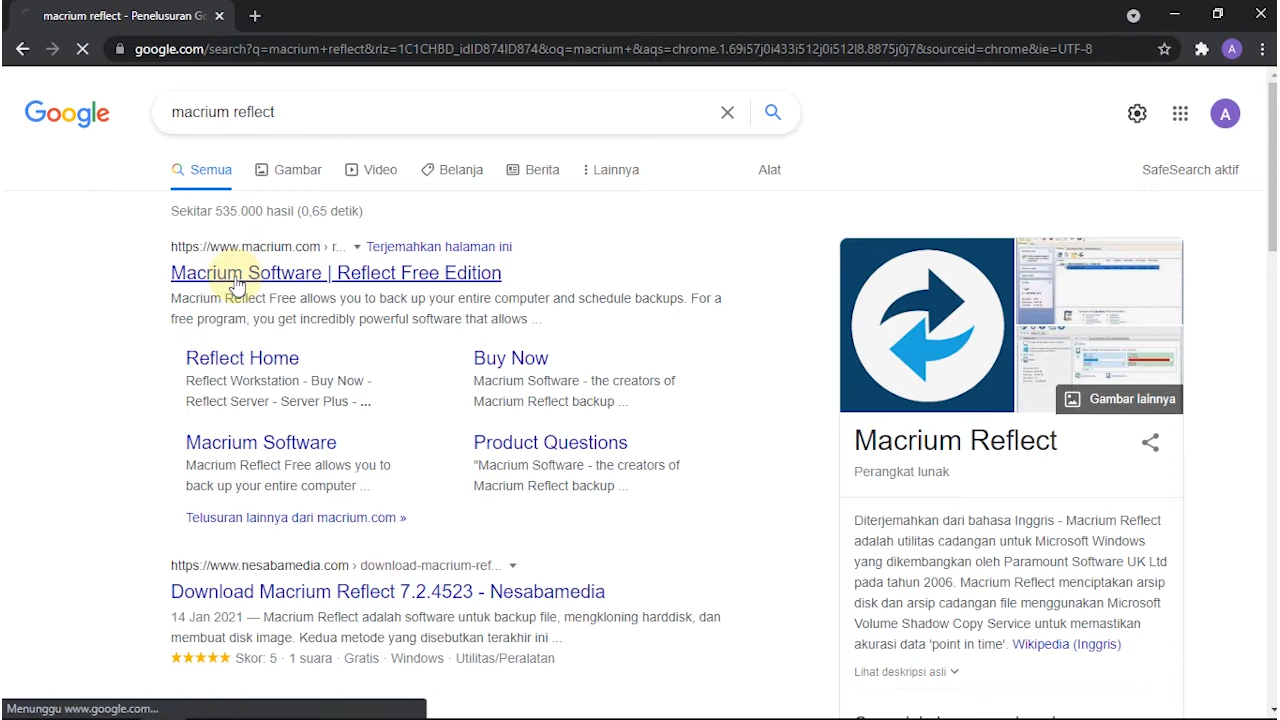 macrium reflect - Penelusuran Go
google.com/search?q=macrium+reflect&rlz=1C1CHBD_idID874ID874&oq=macrium+&aqs=chrome.1.69i57j0i433i512j0i512l8.8875j0j7&sourceid=chrome&ie=UTF-8
A
Google
macrium reflect
A
Semua
Gambar
Video
Belanja
Berita
Lainnya
Alat
SafeSearch aktif
Sekitar 535.000 hasil (0,65 detik)
https://www.macrium.com › r... Terjemahkan halaman ini
Macrium Software | Reflect Free Edition
Macrium Reflect Free allows you to back up your entire computer and schedule backups. For a
free program, you get incredibly powerful software that allows ...
Reflect Home
Reflect Workstation - Buy Now -
Reflect Server - Server Plus - ...
Buy Now
Macrium Software - the creators of
Macrium Reflect backup ...
Macrium Software
Macrium Reflect Free allows you to
back up your entire computer ...
Product Questions
"Macrium Software - the creators of
Macrium Reflect backup ...
Telusuran lainnya dari macrium.com »
https://www.nesabamedia.com › download-macrium-ref...
Download Macrium Reflect 7.2.4523 - Nesabamedia
14 Jan 2021 — Macrium Reflect adalah software untuk backup file, mengkloning harddisk, dan
membuat disk image. Kedua metode yang disebutkan terakhir ini ...
Skor: 5 · 1 suara · Gratis · Windows · Utilitas/Peralatan
Gambar lainnya
Macrium Reflect
Perangkat lunak
Diterjemahkan dari bahasa Inggris - Macrium Reflect
adalah utilitas cadangan untuk Microsoft Windows
yang dikembangkan oleh Paramount Software UK Ltd
pada tahun 2006. Macrium Reflect menciptakan arsip
disk dan arsip cadangan file menggunakan Microsoft
Volume Shadow Copy Service untuk memastikan
akurasi data 'point in time'. Wikipedia (Inggris)
Lihat deskripsi asli
Menunggu www.google.com...